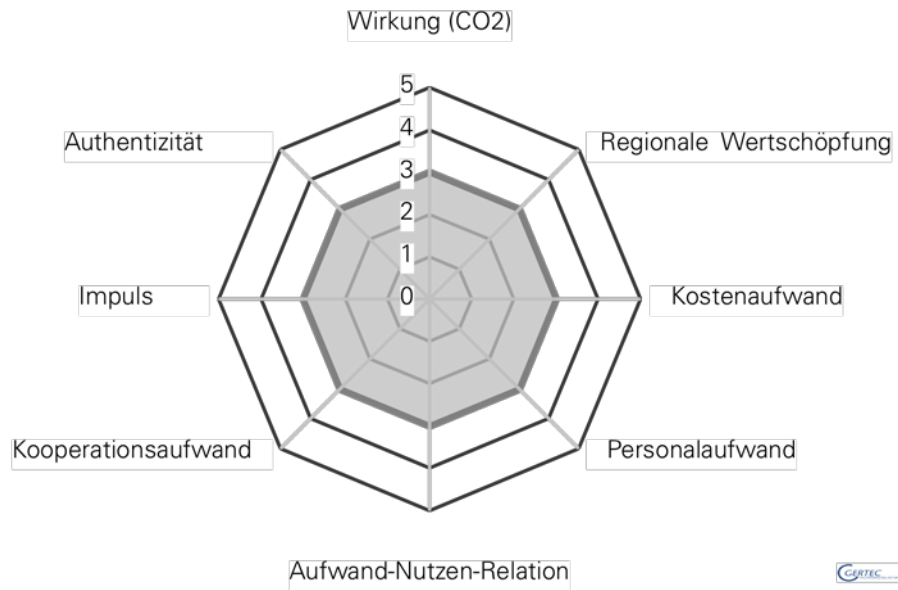 Wirkung (CO2)
5
4
3
2
1
0
Authentizität
Regionale Wertschöpfung
Impuls
Kostenaufwand
Kooperationsaufwand
Personalaufwand
Aufwand-Nutzen-Relation
GERTEC